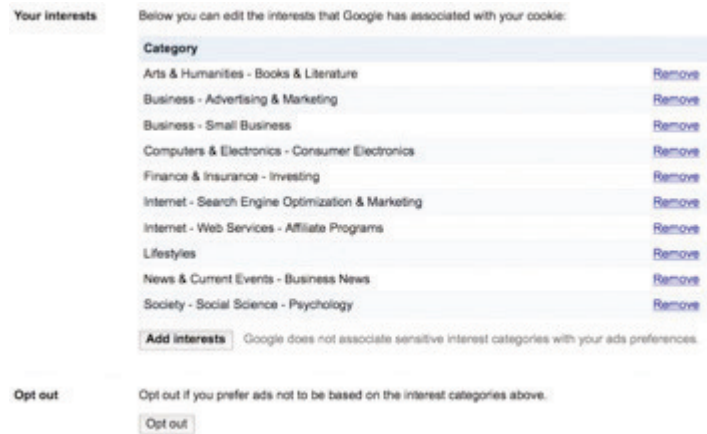 Your interests Below you can edit the interests that Google has associated with your cookie:
Category
Arts & Humanities - Books & Literature Remove
Business - Advertising & Marketing Remove
Business - Small Business Remove
Computers & Electronics - Consumer Electronics Remove
Finance & Insurance - Investing Remove
Internet - Search Engine Optimization & Marketing Remove
Internet - Web Services - Affiliate Programs Remove
Lifestyles Remove
News & Current Events - Business News Remove
Society - Social Science - Psychology Remove
Add interests Google does not associate sensitive interest categories with your ads preferences.
Opt out Opt out if you prefer ads not to be based on the interest categories above.
Opt out